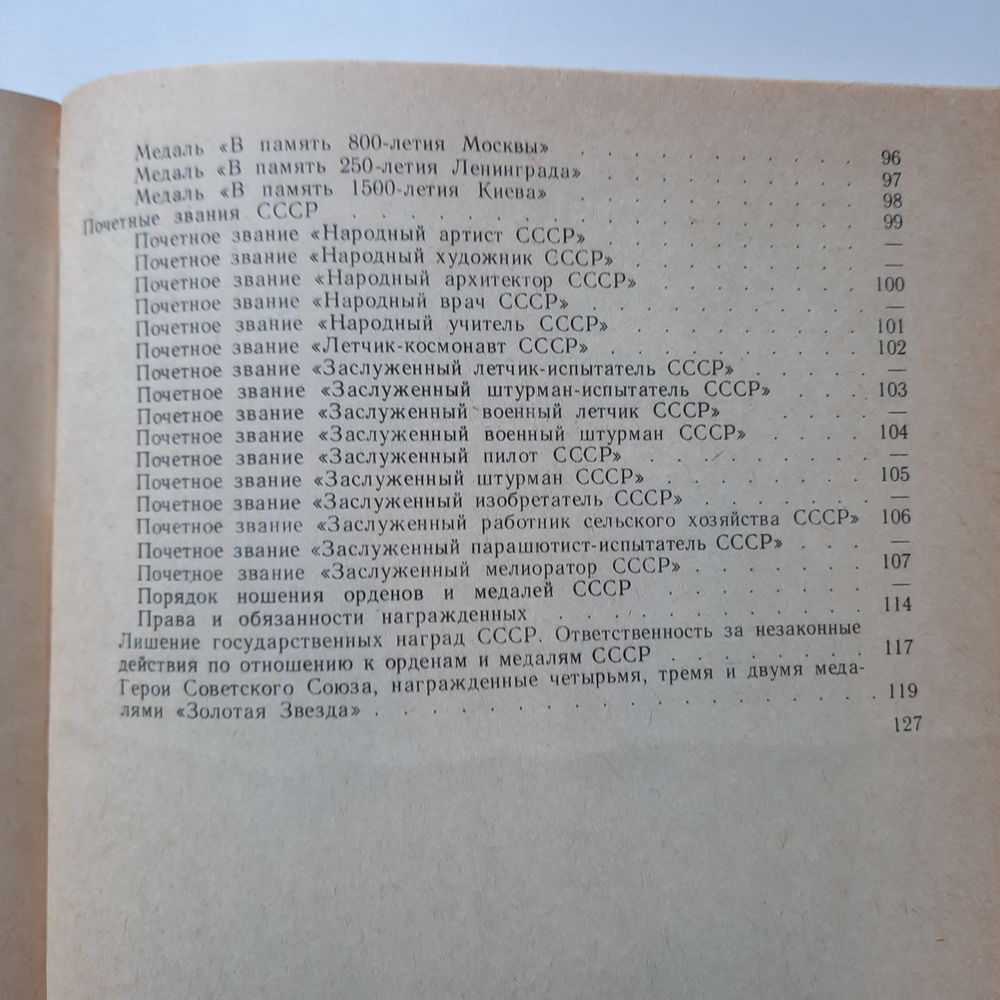 Медаль «В память 800-летия Москвы» . . . . . . . . . . 96
Медаль «В память 250-летия Ленинграда» . . . . . . . . . 97
Медаль «В память 1500-летия Киева» . . . . . . . . . . 98
Почетные звания СССР . . . . . . . . . . . . . . 99
Почетное звание «Народный артист СССР» . . . . . . . . —
Почетное звание «Народный художник СССР» . . . . . . . —
Почетное звание «Народный архитектор СССР» . . . . . . . 100
Почетное звание «Народный врач СССР» . . . . . . . . . —
Почетное звание «Народный учитель СССР» . . . . . . . . 101
Почетное звание «Летчик-космонавт СССР» . . . . . . . . 102
Почетное звание «Заслуженный летчик-испытатель СССР» . . . . —
Почетное звание «Заслуженный штурман-испытатель СССР» . . . 103
Почетное звание «Заслуженный военный летчик СССР» . . . . —
Почетное звание «Заслуженный военный штурман СССР» . . . . 104
Почетное звание «Заслуженный пилот СССР» . . . . . . . —
Почетное звание «Заслуженный штурман СССР» . . . . . . 105
Почетное звание «Заслуженный изобретатель СССР» . . . . . —
Почетное звание «Заслуженный работник сельского хозяйства СССР» 106
Почетное звание «Заслуженный парашютист-испытатель СССР» . . . —
Почетное звание «Заслуженный мелиоратор СССР» . . . . . 107
Порядок ношения орденов и медалей СССР . . . . . . . —
Права и обязанности награжденных . . . . . . . . . . 114
Лишение государственных наград СССР. Ответственность за незаконные
действия по отношению к орденам и медалям СССР . . . . . . . 117
Герои Советского Союза, награжденные четырьмя, тремя и двумя меда-
лями «Золотая Звезда» . . . . . . . . . . . . . . . 119
127